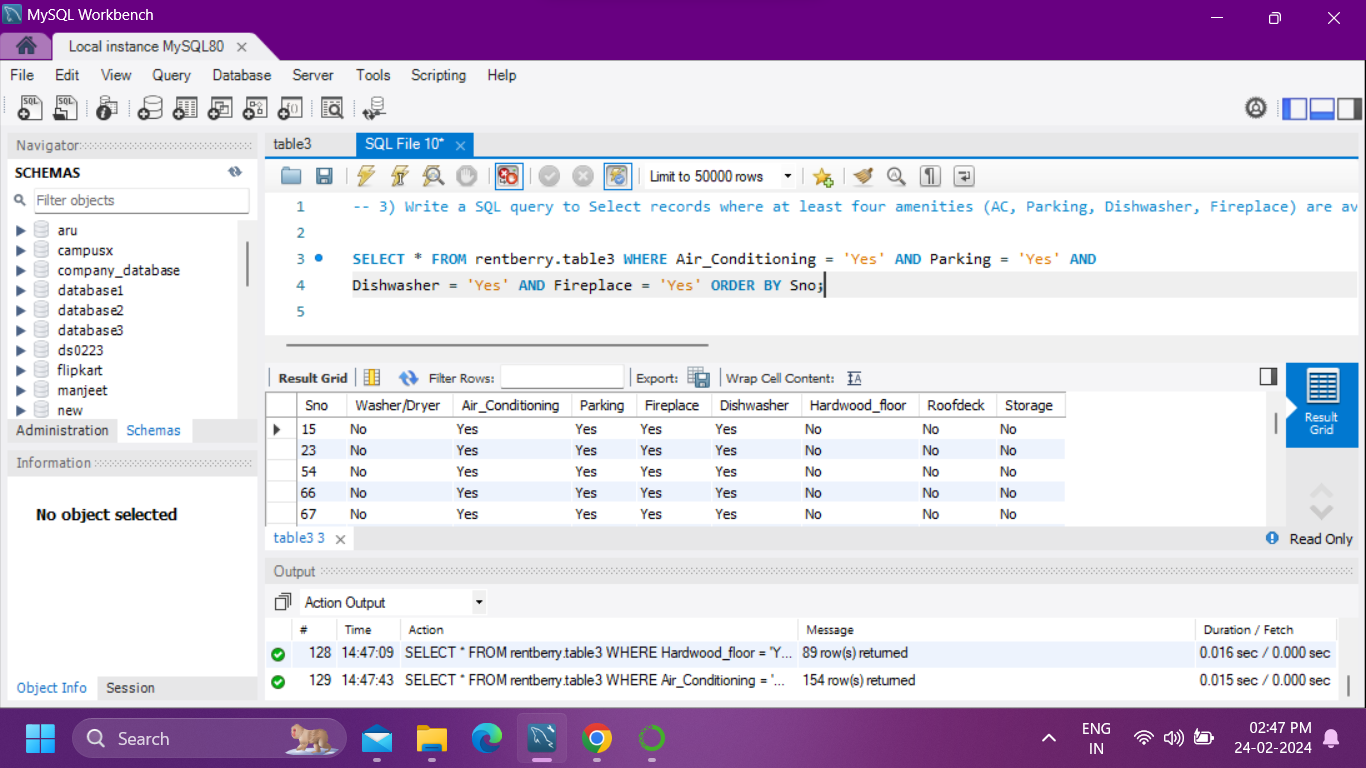 MySQL Workbench
Local instance MySQL80
File Edit View Query Database Server Tools Scripting Help
Navigator
SCHEMAS
Filter objects
aru
campusx
company_database
database1
database2
database3
ds0223
flipkart
manjeet
new
Administration Schemas
Information
No object selected
Object Info Session
table3 SQL File 10*
Limit to 50000 rows
1 -- 3) Write a SQL query to Select records where at least four amenities (AC, Parking, Dishwasher, Fireplace) are av
2
3 SELECT * FROM rentberry.table3 WHERE Air_Conditioning = 'Yes' AND Parking = 'Yes' AND
4 Dishwasher = 'Yes' AND Fireplace = 'Yes' ORDER BY Sno;
5
Result Grid Filter Rows: Export: Wrap Cell Content:
Sno Washer/Dryer Air_Conditioning Parking Fireplace Dishwasher Hardwood_floor Roofdeck Storage
15 No Yes Yes Yes Yes No No No
23 No Yes Yes Yes Yes No No No
54 No Yes Yes Yes Yes No No No
66 No Yes Yes Yes Yes No No No
67 No Yes Yes Yes Yes No No No
Result
Grid
table3 3
Read Only
Output
Action Output
# Time Action Message Duration / Fetch
128 14:47:09 SELECT * FROM rentberry.table3 WHERE Hardwood_floor = 'Y... 89 row(s) returned 0.016 sec / 0.000 sec
129 14:47:43 SELECT * FROM rentberry.table3 WHERE Air_Conditioning = '... 154 row(s) returned 0.015 sec / 0.000 sec
Search
ENG
IN
02:47 PM
24-02-2024